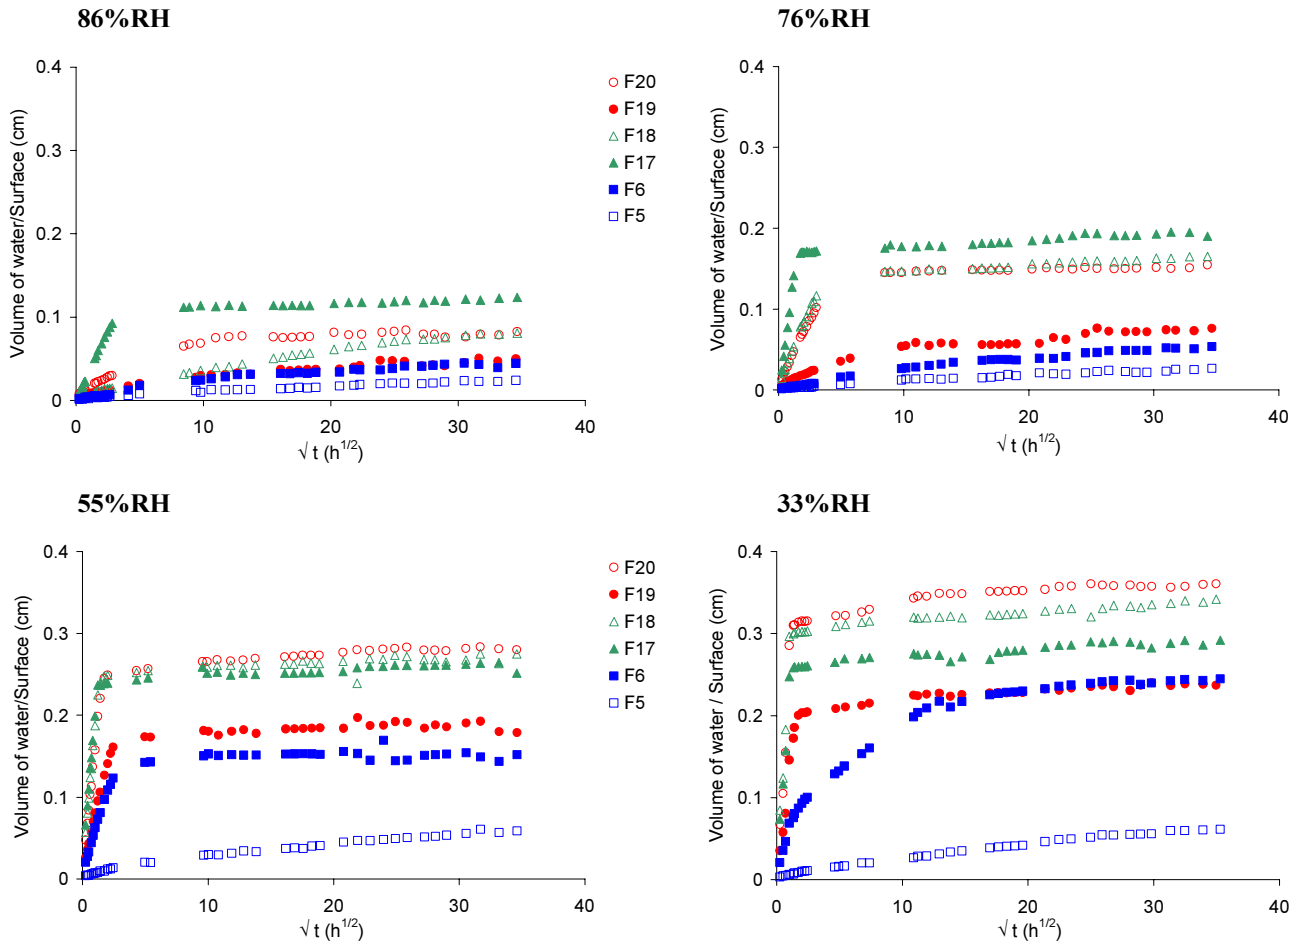 86%RH
Volume of water/Surface (cm)
0.4
0.3
0.2
0.1
0
0 10 20 30 40
√ t (h^1/2)
F20
F19
F18
F17
F6
F5
76%RH
Volume of water/Surface (cm)
0.4
0.3
0.2
0.1
0
0 10 20 30 40
√ t (h^1/2)
55%RH
Volume of water/Surface (cm)
0.4
0.3
0.2
0.1
0
0 10 20 30 40
√ t (h^1/2)
F20
F19
F18
F17
F6
F5
33%RH
Volume of water / Surface (cm)
0.4
0.3
0.2
0.1
0
0 10 20 30 40
√ t (h^1/2)